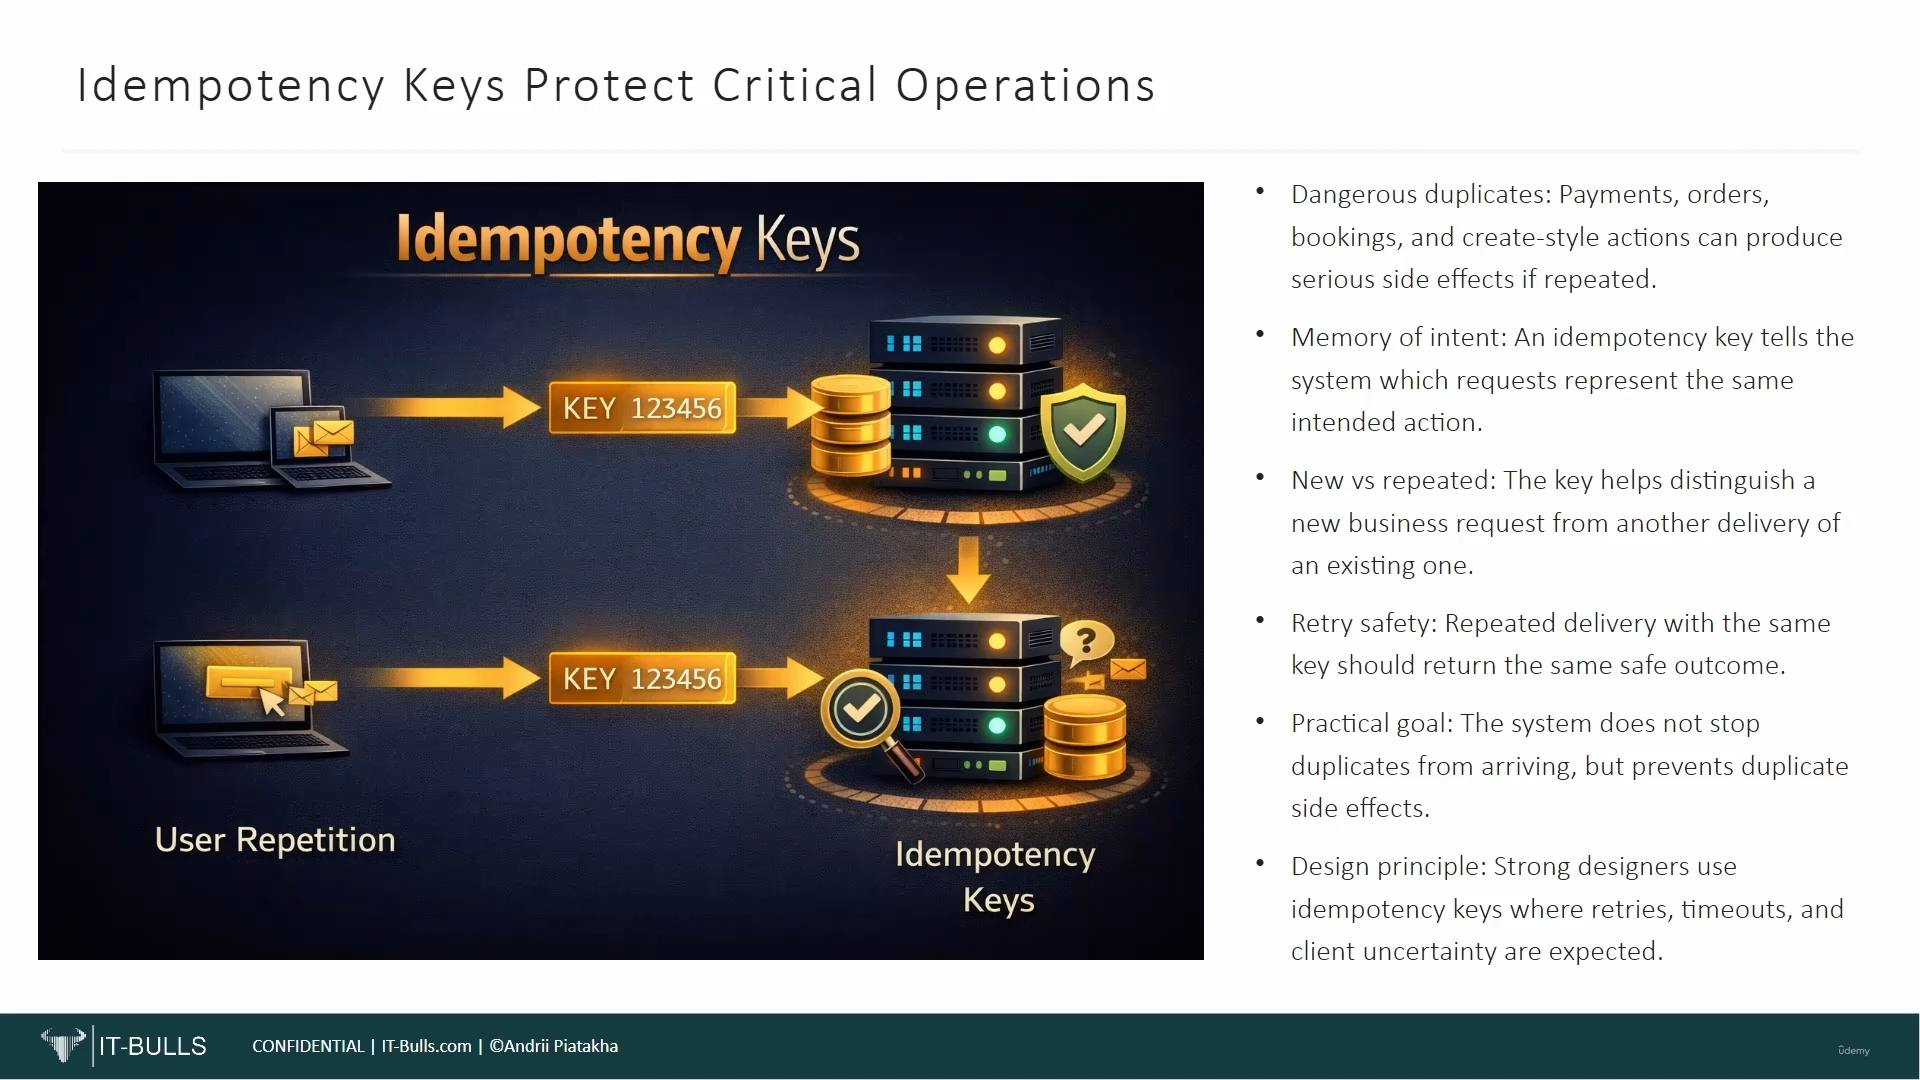 Idempotency Keys Protect Critical Operations
Idempotency Keys
KEY 123456
?
KEY 123456
User Repetition
Idempotency
Keys
• Dangerous duplicates: Payments, orders,
bookings, and create-style actions can produce
serious side effects if repeated.
• Memory of intent: An idempotency key tells the
system which requests represent the same
intended action.
• New vs repeated: The key helps distinguish a
new business request from another delivery of
an existing one.
• Retry safety: Repeated delivery with the same
key should return the same safe outcome.
• Practical goal: The system does not stop
duplicates from arriving, but prevents duplicate
side effects.
• Design principle: Strong designers use
idempotency keys where retries, timeouts, and
client uncertainty are expected.
IT-BULLS
CONFIDENTIAL | IT-Bulls.com | ©Andrii Piatakha
ûdemy